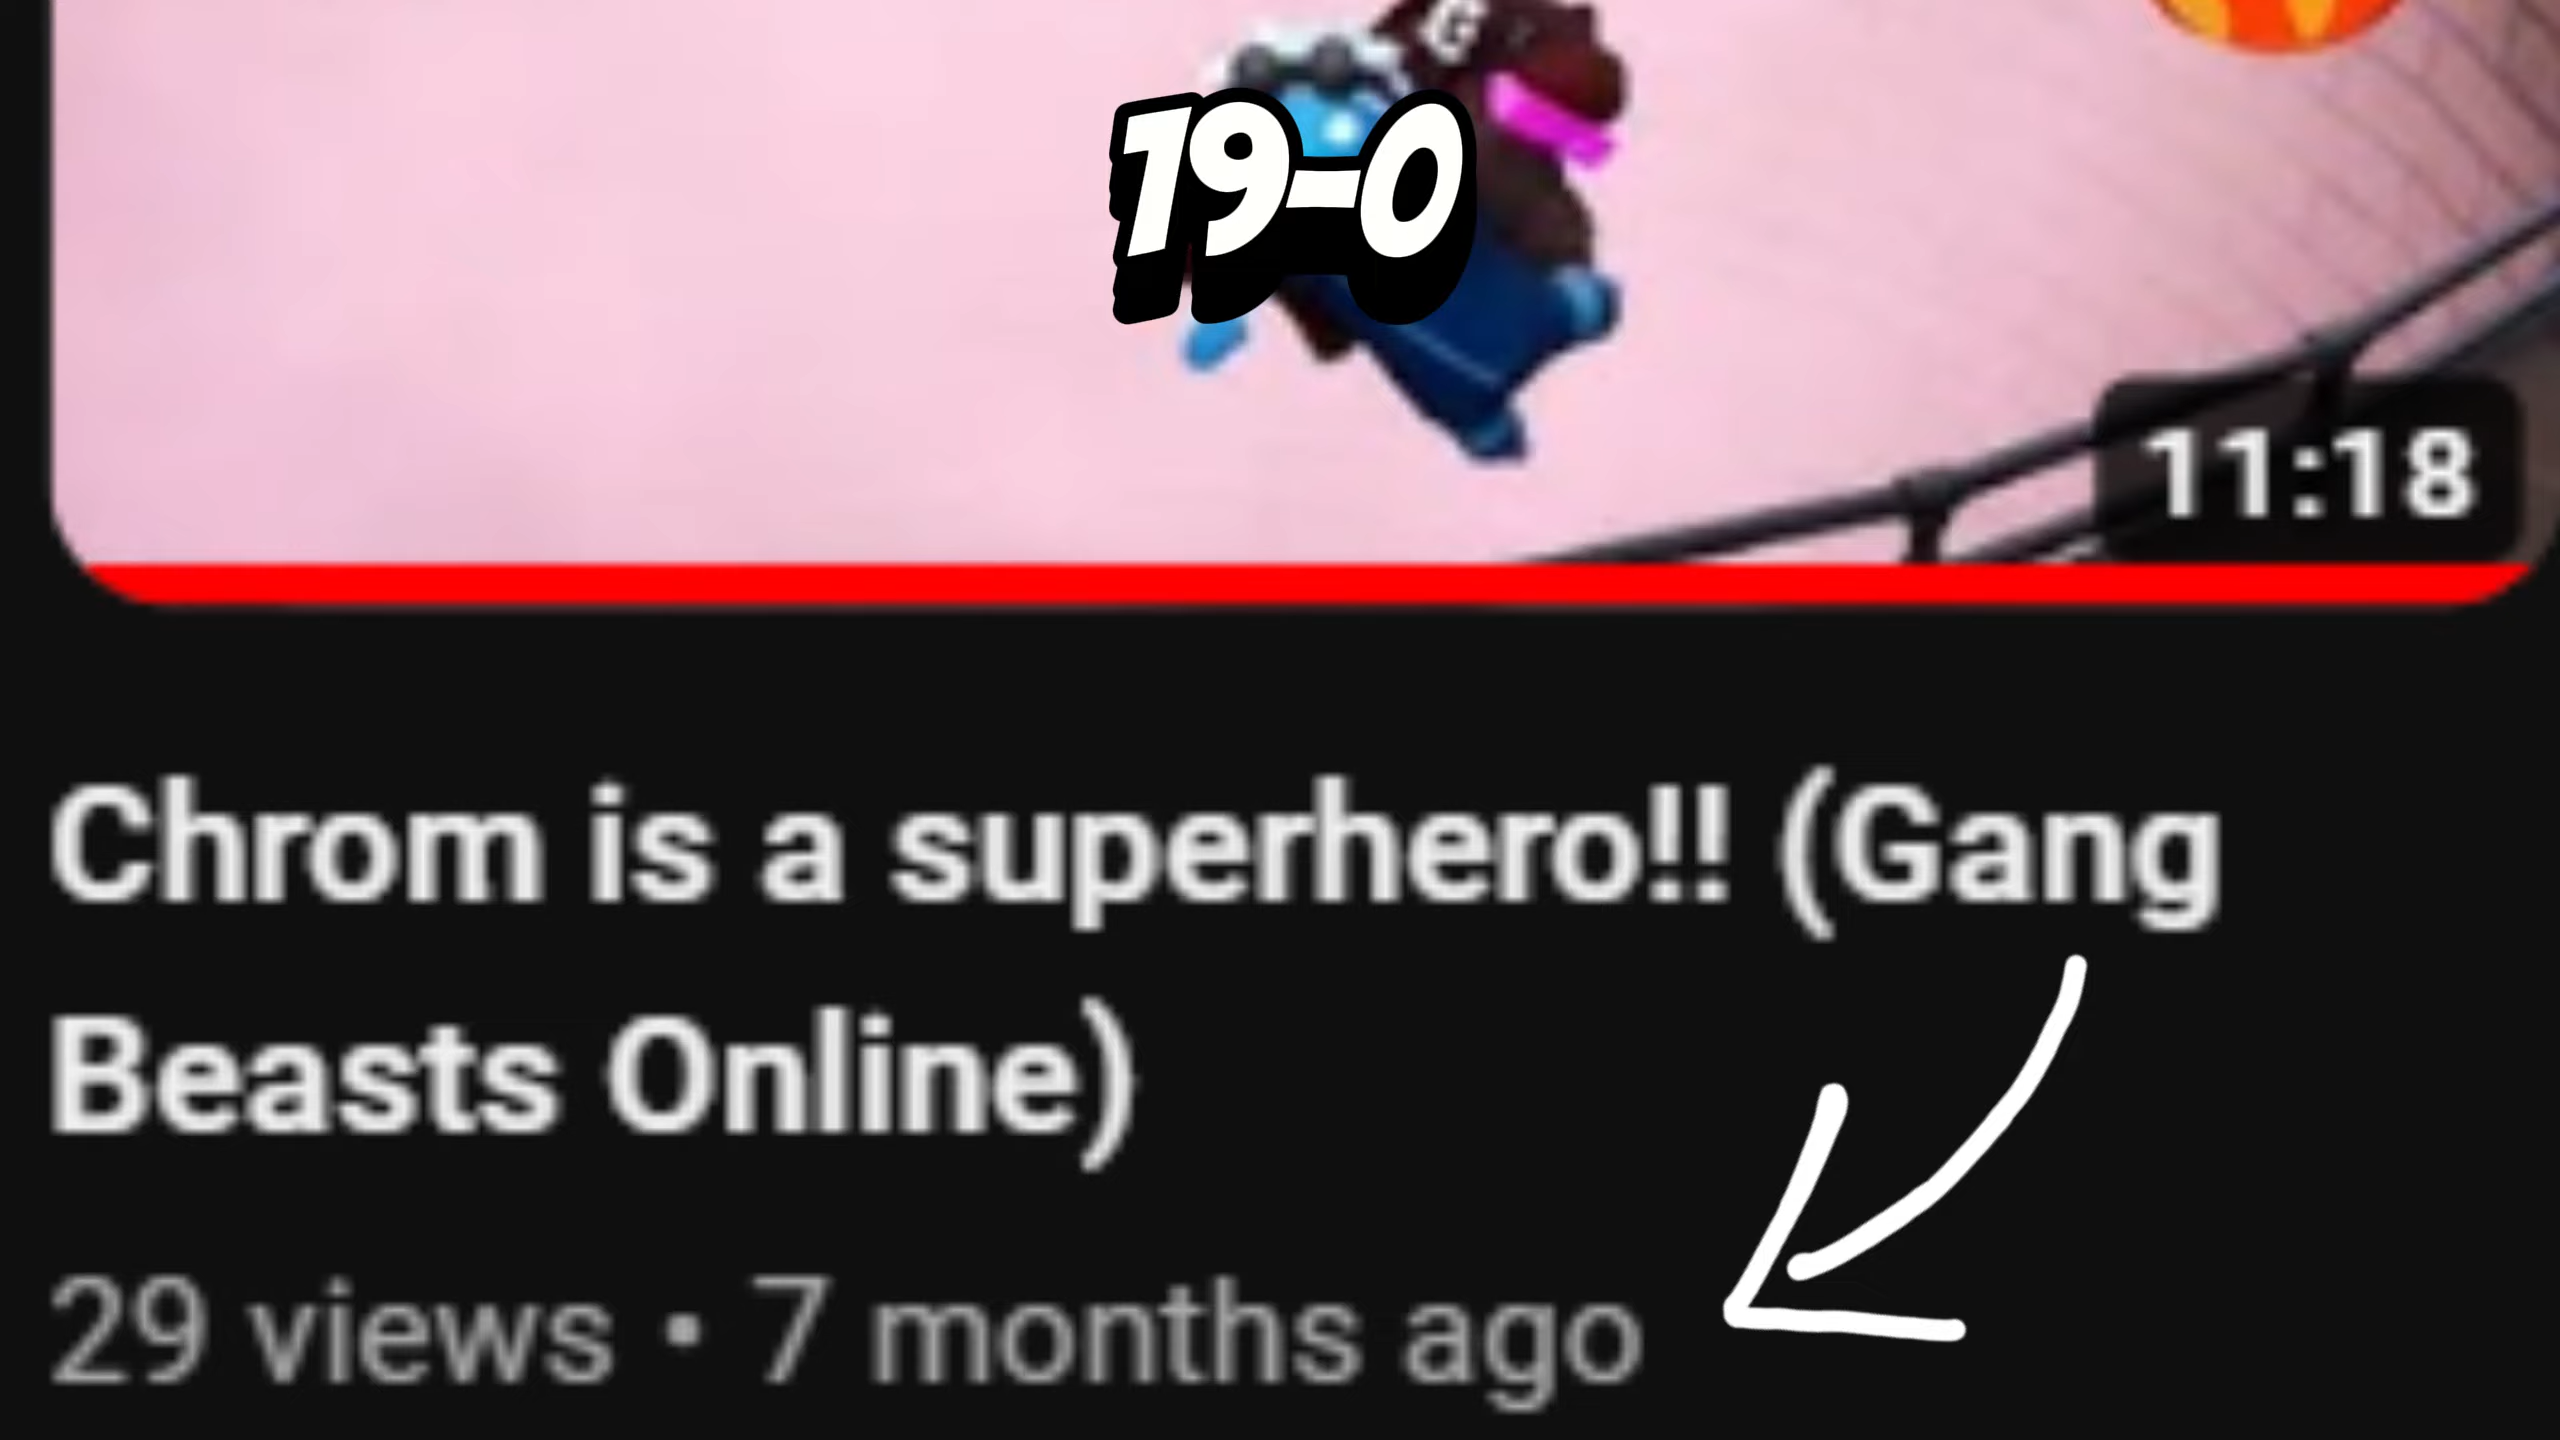 G
19-0
11:18
Chrom is a superhero!! (Gang
Beasts Online)
29 views • 7 months ago